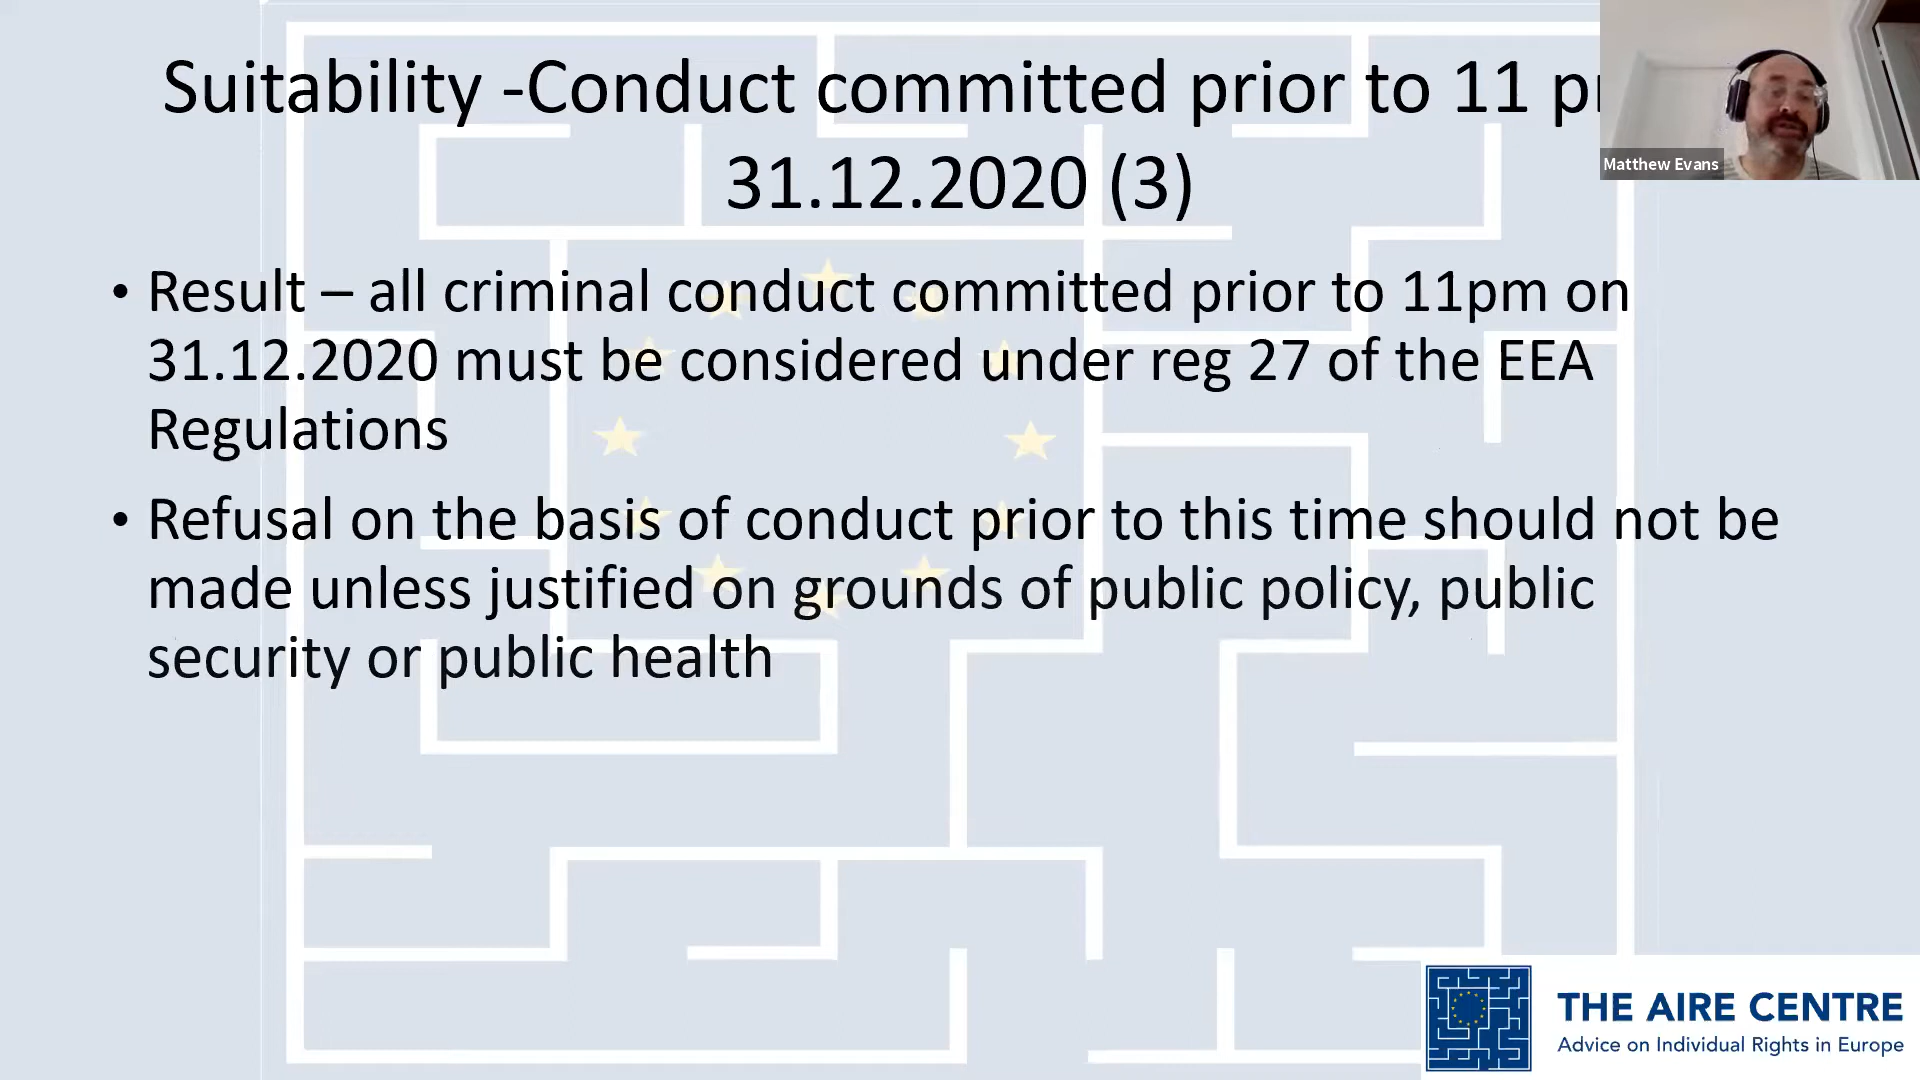 Suitability -Conduct committed prior to 11
31.12.2020 (3)
Matthew Evans
• Result – all criminal conduct committed prior to 11pm on
31.12.2020 must be considered under reg 27 of the EEA
Regulations
• Refusal on the basis of conduct prior to this time should not be
made unless justified on grounds of public policy, public
security or public health
THE AIRE CENTRE
Advice on Individual Rights in Europe